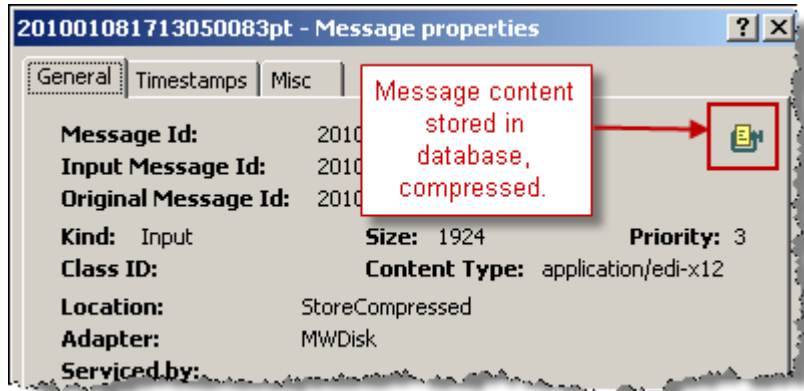 201001081713050083pt - Message properties
General Timestamps Misc
Message content
stored in
database,
compressed.
Message Id: 2010
Input Message Id: 2010
Original Message Id: 2010
Kind: Input Size: 1924 Priority: 3
Class ID: Content Type: application/edi-x12
Location: StoreCompressed
Adapter: MWDisk
Serviced by: